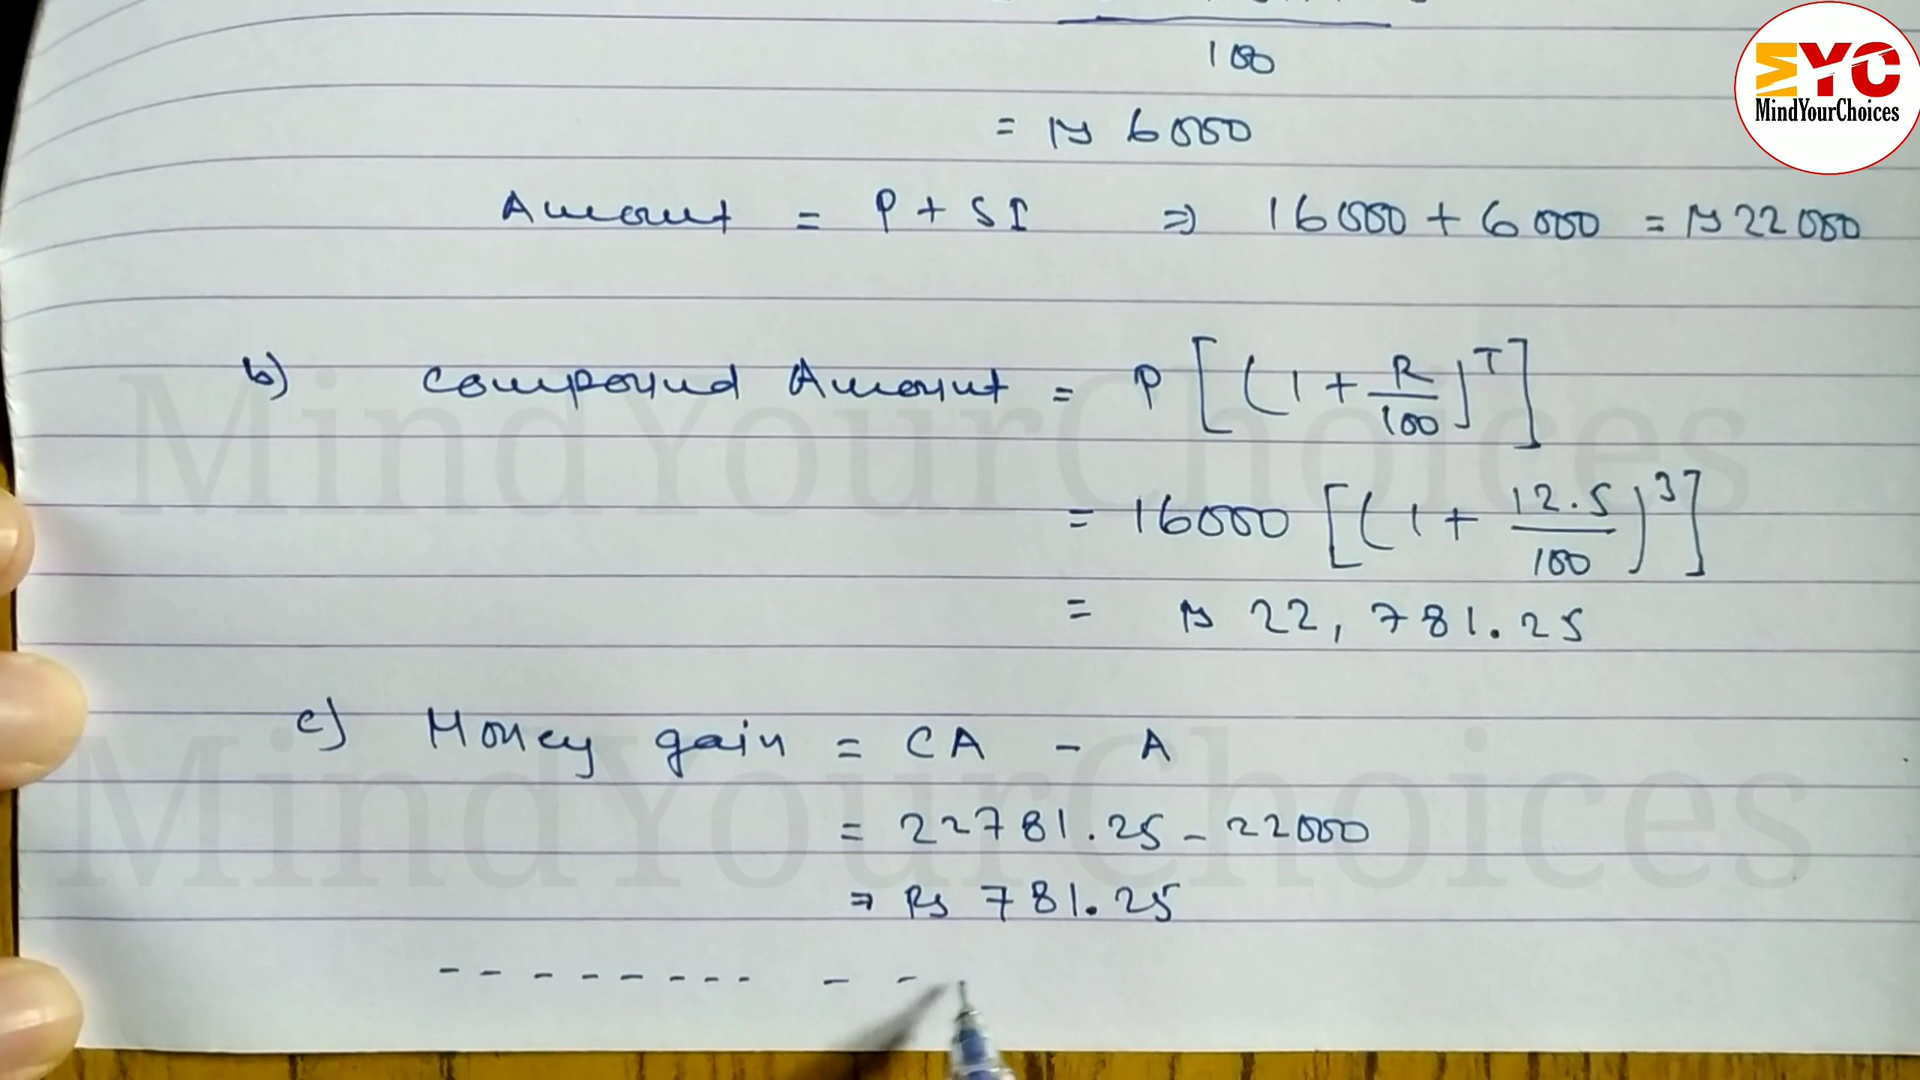 100
MYC
MindYourChoices
= Rs 6000
Amount = P + SI ⇒ 16000 + 6000 = Rs 22000
b) Compound Amount = P [(1 + R/100)^T]
= 16000 [(1 + 12.5/100)^3]
= Rs 22,781.25
c) Money gain = CA - A
= 22781.25 - 22000
⇒ Rs 781.25
MindYourChoices
MindYourChoices